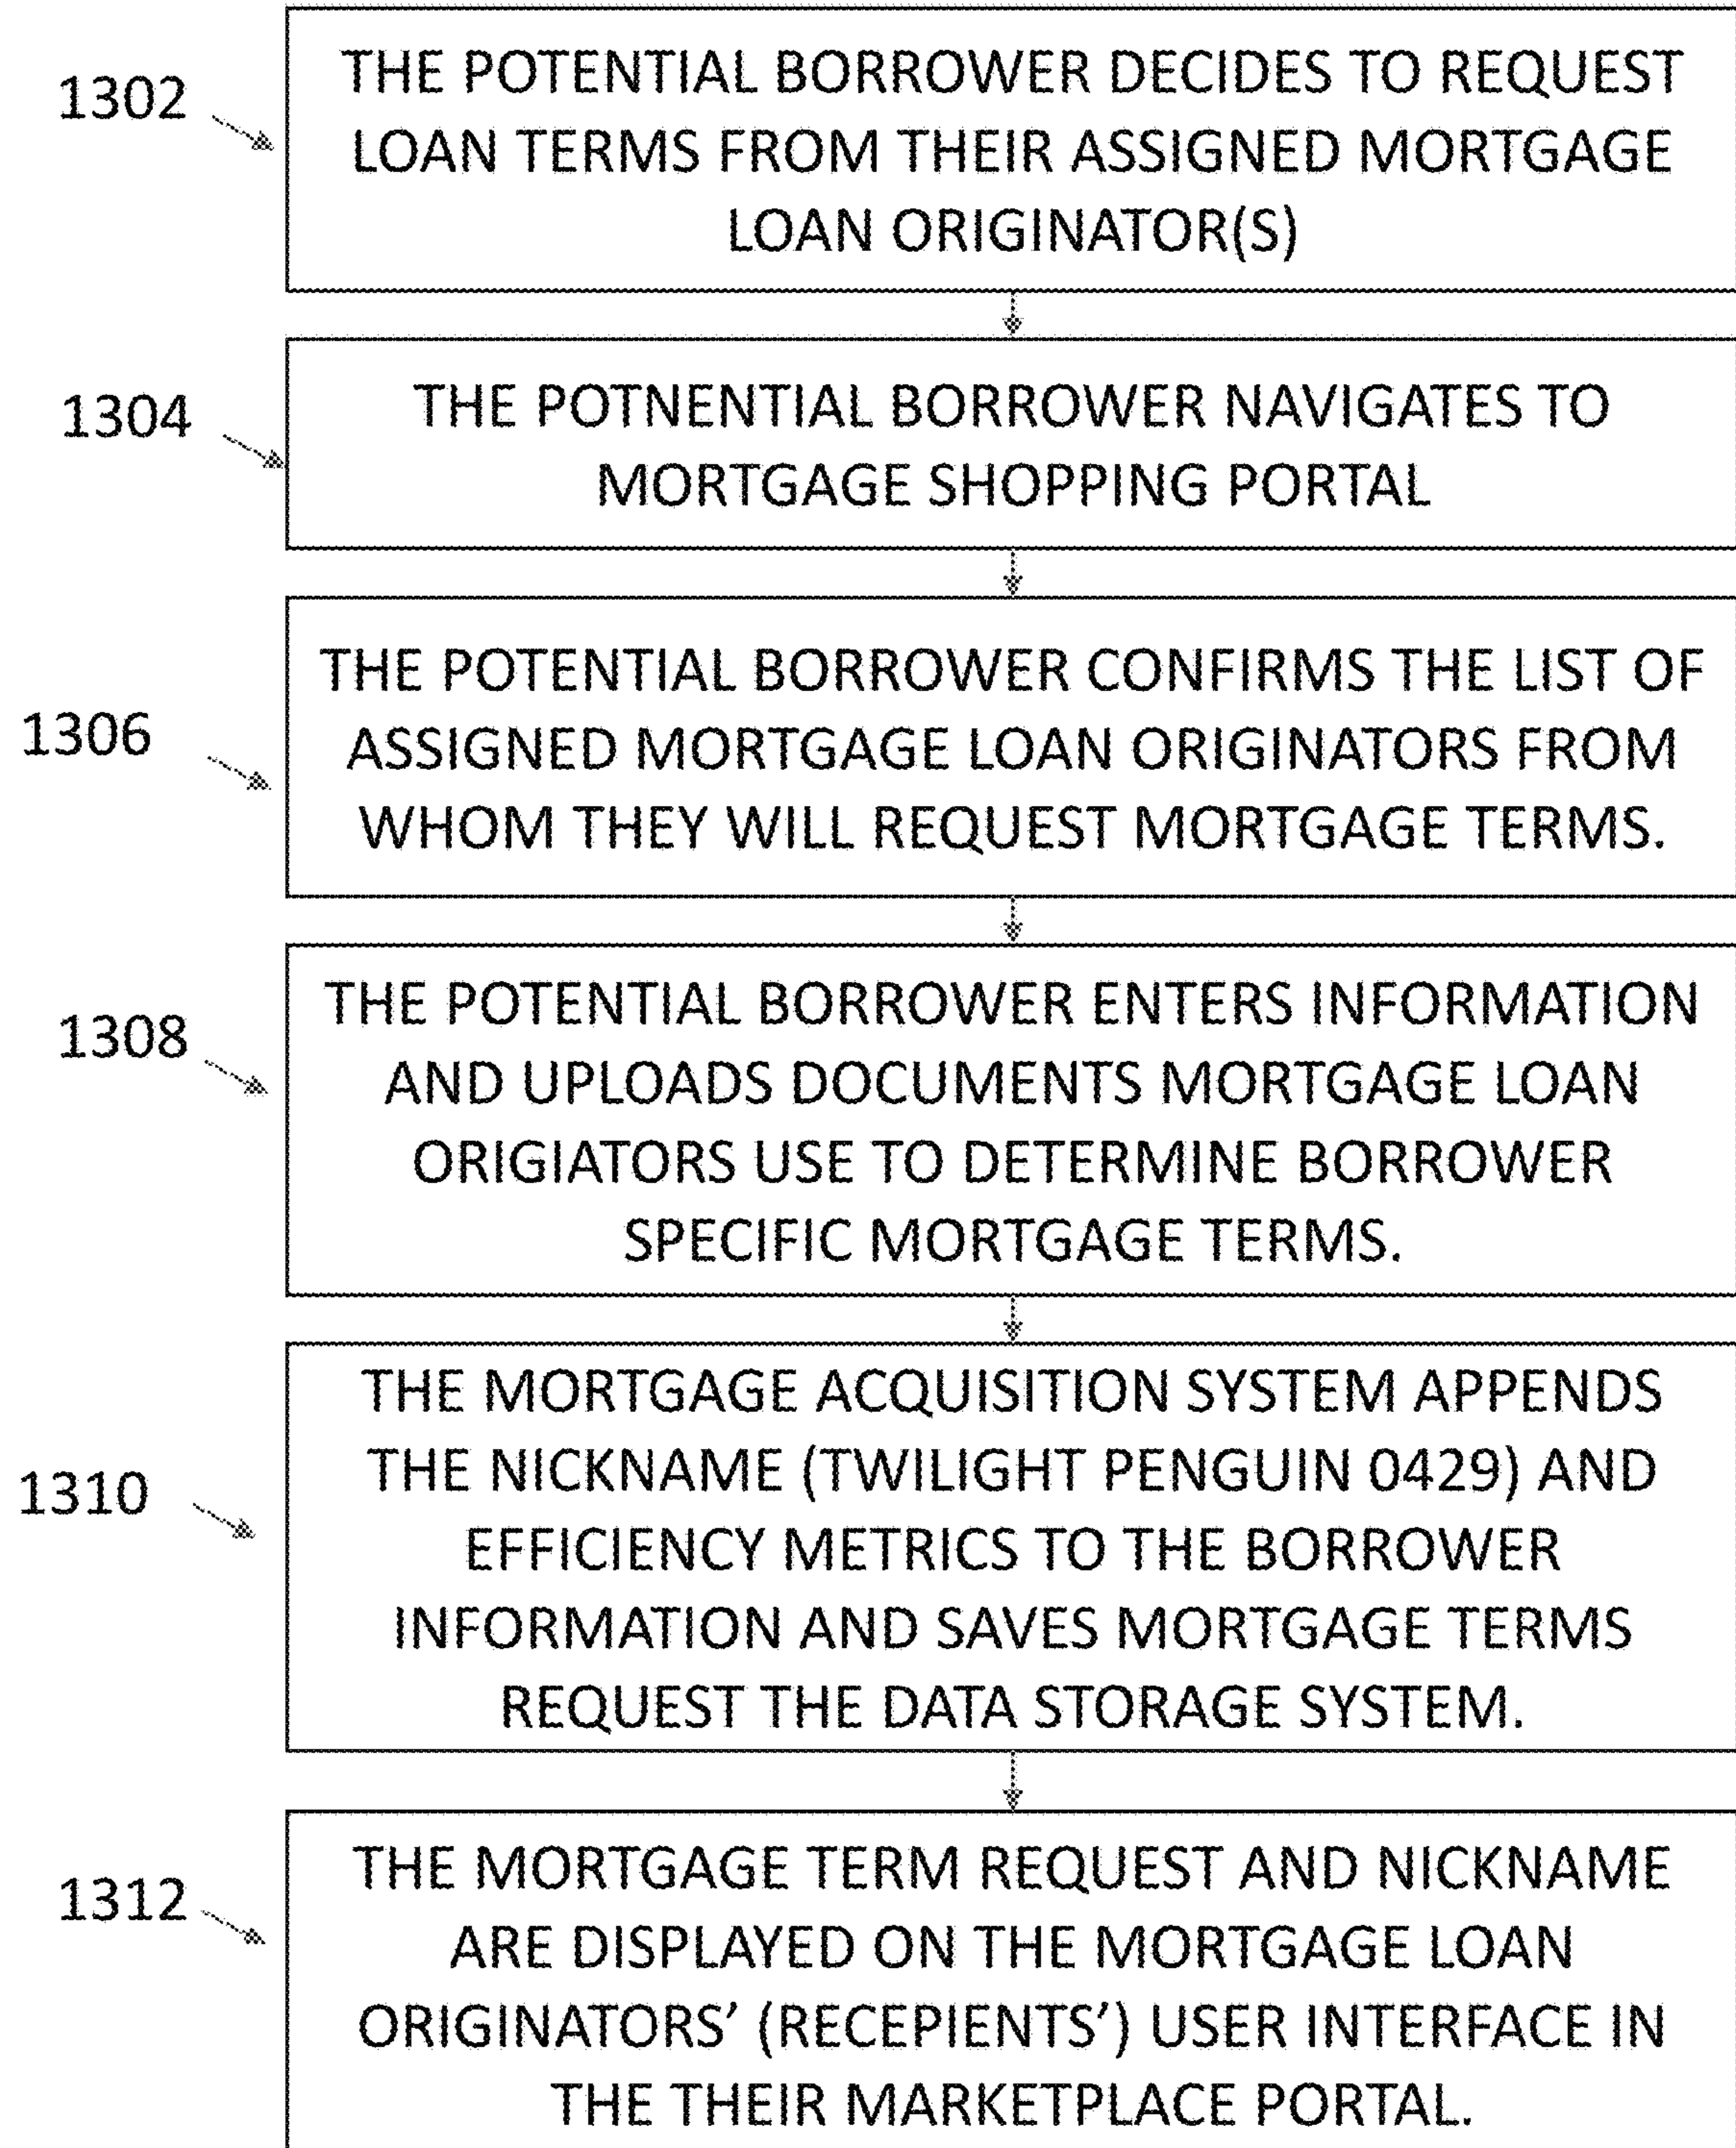 1302
THE POTENTIAL BORROWER DECIDES TO REQUEST
LOAN TERMS FROM THEIR ASSIGNED MORTGAGE
LOAN ORIGINATOR(S)
1304
THE POTNENTIAL BORROWER NAVIGATES TO
MORTGAGE SHOPPING PORTAL
1306
THE POTENTIAL BORROWER CONFIRMS THE LIST OF
ASSIGNED MORTGAGE LOAN ORIGINATORS FROM
WHOM THEY WILL REQUEST MORTGAGE TERMS.
1308
THE POTENTIAL BORROWER ENTERS INFORMATION
AND UPLOADS DOCUMENTS MORTGAGE LOAN
ORIGIATORS USE TO DETERMINE BORROWER
SPECIFIC MORTGAGE TERMS.
1310
THE MORTGAGE ACQUISITION SYSTEM APPENDS
THE NICKNAME (TWILIGHT PENGUIN 0429) AND
EFFICIENCY METRICS TO THE BORROWER
INFORMATION AND SAVES MORTGAGE TERMS
REQUEST THE DATA STORAGE SYSTEM.
1312
THE MORTGAGE TERM REQUEST AND NICKNAME
ARE DISPLAYED ON THE MORTGAGE LOAN
ORIGINATORS’ (RECEPIENTS’) USER INTERFACE IN
THE THEIR MARKETPLACE PORTAL.